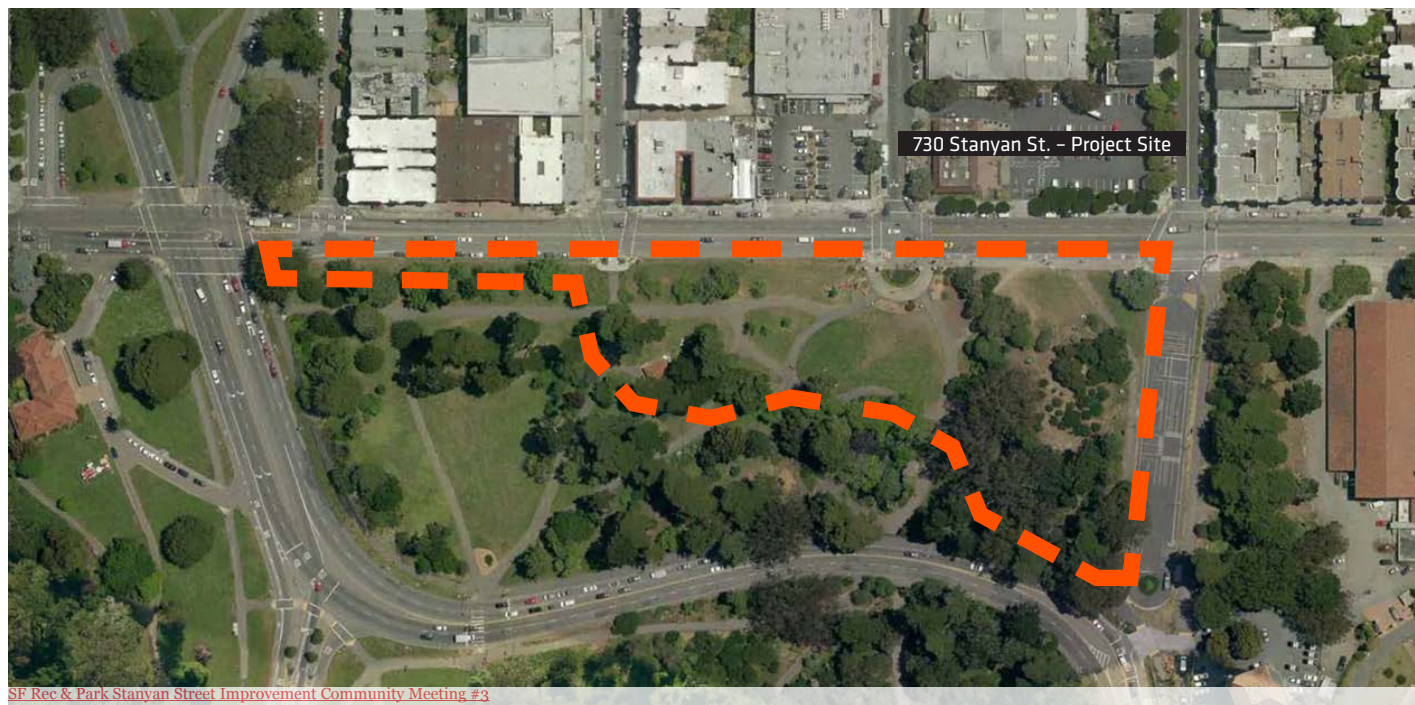 730 Stanyan St. – Project Site
SF Rec & Park Stanyan Street Improvement Community Meeting #3